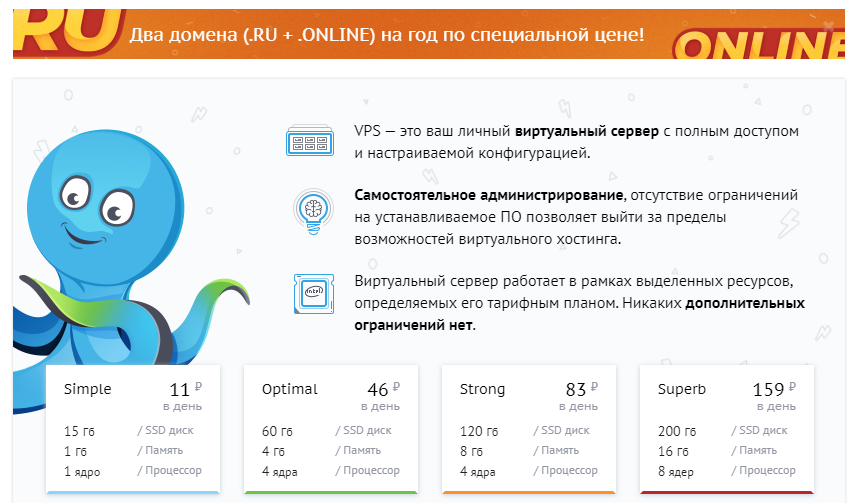 .RU
Два домена (.RU + .ONLINE) на год по специальной цене!
ONLINE
VPS — это ваш личный виртуальный сервер с полным доступом
и настраиваемой конфигурацией.
Самостоятельное администрирование, отсутствие ограничений
на устанавливаемое ПО позволяет выйти за пределы
возможностей виртуального хостинга.
intel
Виртуальный сервер работает в рамках выделенных ресурсов,
определяемых его тарифным планом. Никаких дополнительных
ограничений нет.
Simple 11 ₽
в день
15 гб / SSD диск
1 гб / Память
1 ядро / Процессор
Optimal 46 ₽
в день
60 гб / SSD диск
4 гб / Память
4 ядра / Процессор
Strong 83 ₽
в день
120 гб / SSD диск
8 гб / Память
4 ядра / Процессор
Superb 159 ₽
в день
200 гб / SSD диск
16 гб / Память
8 ядер / Процессор